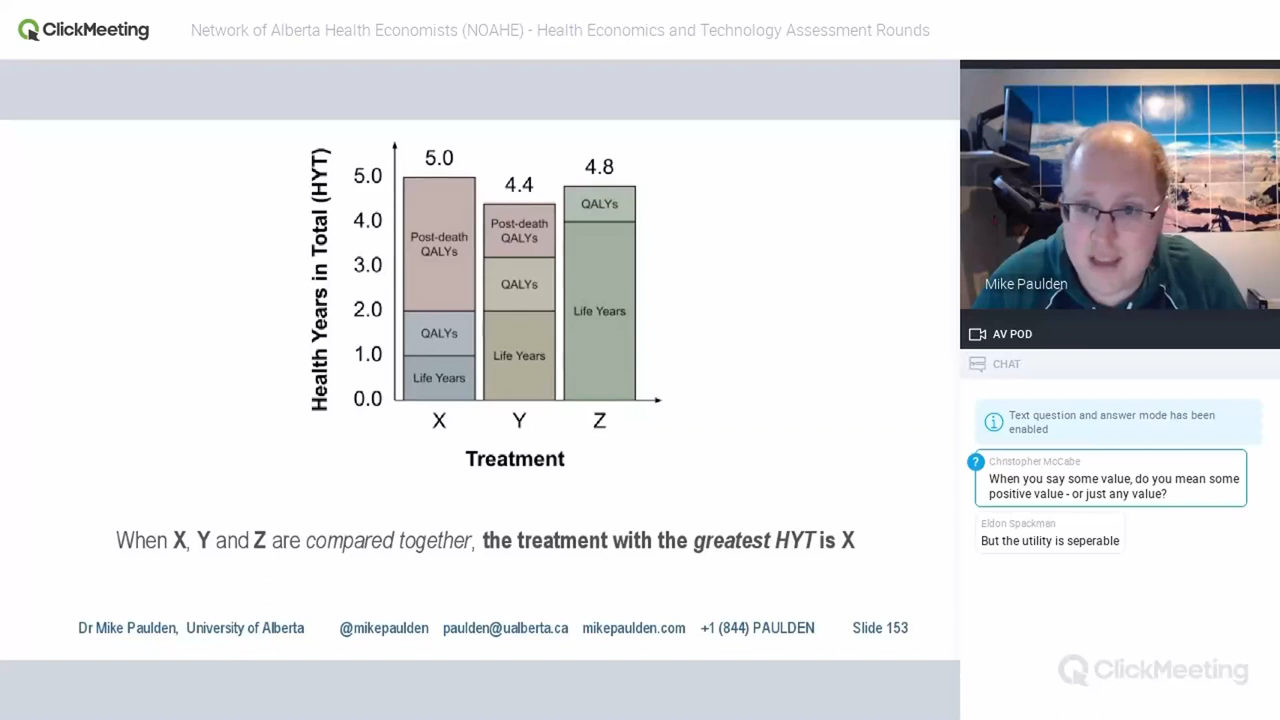 ClickMeeting
Network of Alberta Health Economists (NOAHE) - Health Economics and Technology Assessment Rounds
Health Years in Total (HYT)
5.0
4.0
3.0
2.0
1.0
0.0
5.0
Post-death
QALYs
QALYs
Life Years
4.4
Post-death
QALYs
QALYs
Life Years
4.8
QALYs
Life Years
X
Y
Z
Treatment
When X, Y and Z are compared together, the treatment with the greatest HYT is X
Dr Mike Paulden, University of Alberta @mikepaulden paulden@ualberta.ca mikepaulden.com +1 (844) PAULDEN Slide 153
Mike Paulden
AV POD
CHAT
Text question and answer mode has been
enabled
?
Christopher McCabe
When you say some value, do you mean some
positive value - or just any value?
Eldon Spackman
But the utility is seperable
ClickMeeting